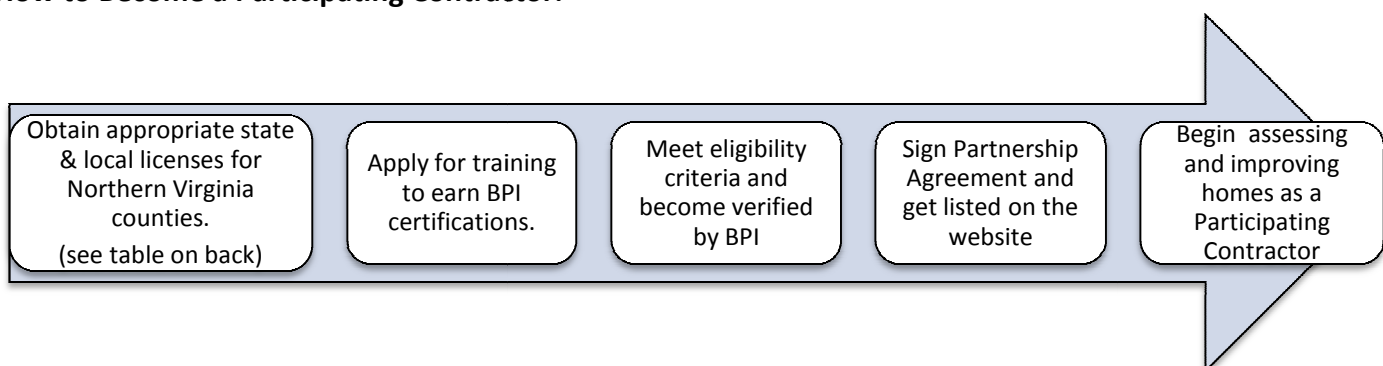 How to Become a Participating Contractor:
Obtain appropriate state
& local licenses for
Northern Virginia
counties.
(see table on back)
Apply for training
to earn BPI
certifications.
Meet eligibility
criteria and
become verified
by BPI
Sign Partnership
Agreement and
get listed on the
website
Begin assessing
and improving
homes as a
Participating
Contractor